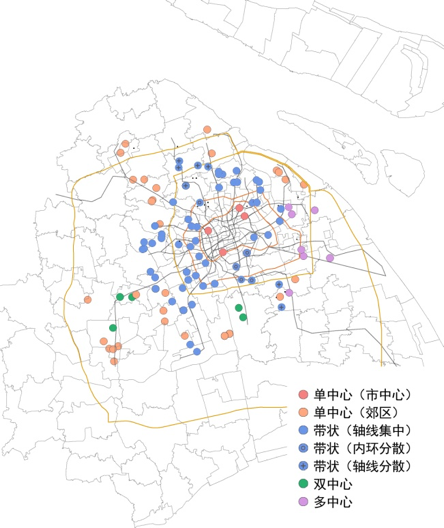 单中心（市中心）
单中心（郊区）
带状（轴线集中）
带状（内环分散）
带状（轴线分散）
双中心
多中心